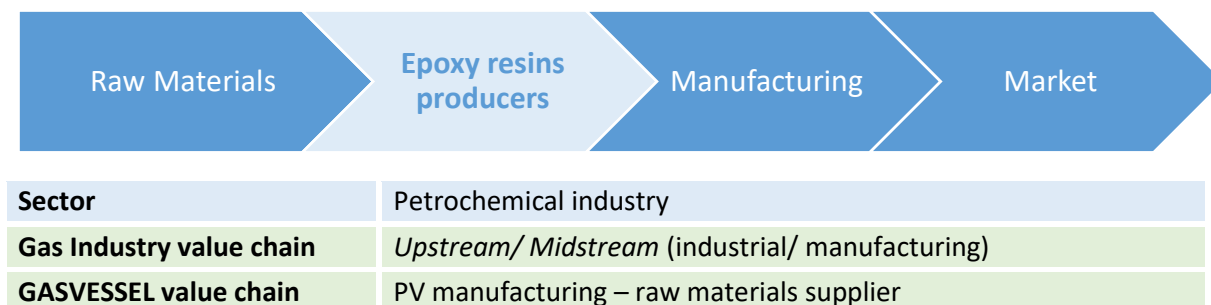 Raw Materials
Epoxy resins
producers
Manufacturing
Market
Sector Petrochemical industry
Gas Industry value chain Upstream/ Midstream (industrial/ manufacturing)
GASVESSEL value chain PV manufacturing – raw materials supplier